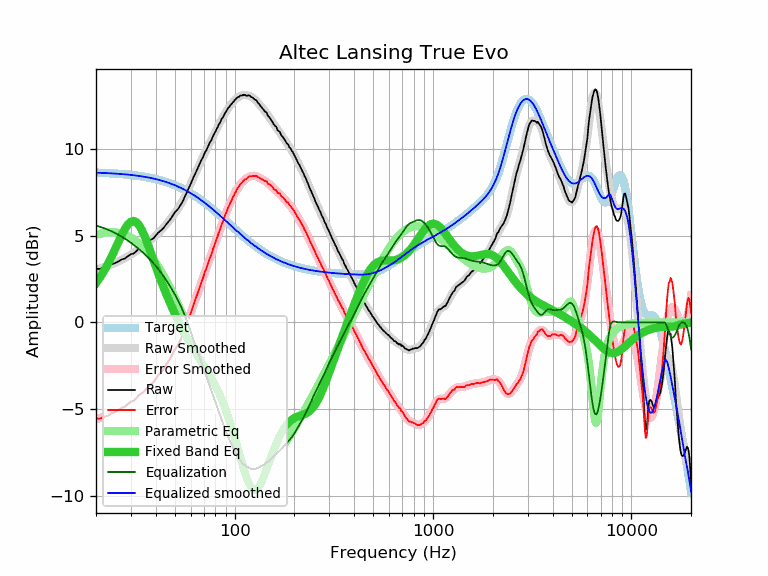 Altec Lansing True Evo
Amplitude (dBr)
10
5
0
−5
−10
Target
Raw Smoothed
Error Smoothed
Raw
Error
Parametric Eq
Fixed Band Eq
Equalization
Equalized smoothed
100
1000
10000
Frequency (Hz)